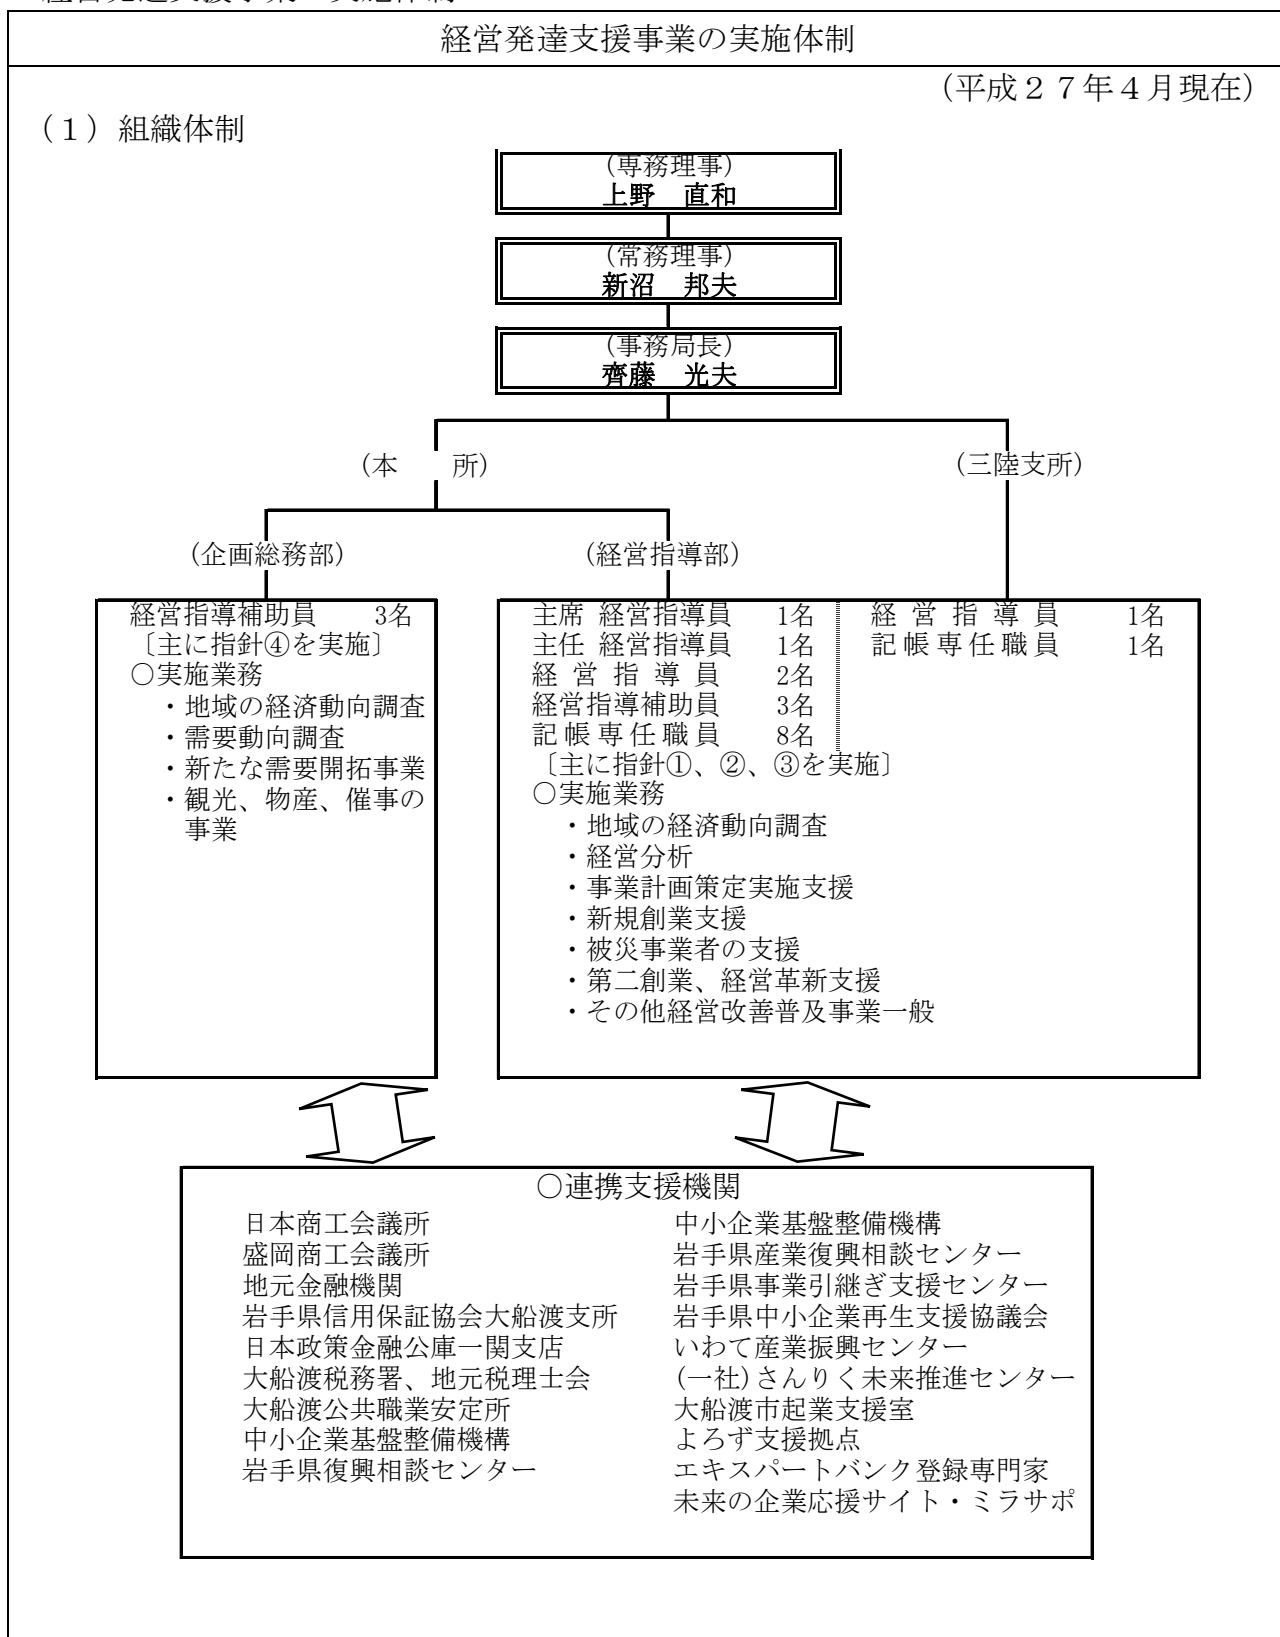 経営発達支援事業の実施体制
（平成２７年４月現在）
（１）組織体制
（専務理事）
上野　直和
（常務理事）
新沼　邦夫
（事務局長）
齊藤　光夫
（本　　所）
（三陸支所）
（企画総務部）
（経営指導部）
経営指導補助員　3名
〔主に指針④を実施〕
○実施業務
・地域の経済動向調査
・需要動向調査
・新たな需要開拓事業
・観光、物産、催事の
事業
主席 経営指導員　1名
主任 経営指導員　1名
経 営 指 導 員　2名
経営指導補助員　3名
記帳専任職員　8名
経 営 指 導 員　1名
記帳専任職員　1名
〔主に指針①、②、③を実施〕
○実施業務
・地域の経済動向調査
・経営分析
・事業計画策定実施支援
・新規創業支援
・被災事業者の支援
・第二創業、経営革新支援
・その他経営改善普及事業一般
○連携支援機関
日本商工会議所
盛岡商工会議所
地元金融機関
岩手県信用保証協会大船渡支所
日本政策金融公庫一関支店
大船渡税務署、地元税理士会
大船渡公共職業安定所
中小企業基盤整備機構
岩手県復興相談センター
中小企業基盤整備機構
岩手県産業復興相談センター
岩手県事業引継ぎ支援センター
岩手県中小企業再生支援協議会
いわて産業振興センター
(一社)さんりく未来推進センター
大船渡市起業支援室
よろず支援拠点
エキスパートバンク登録専門家
未来の企業応援サイト・ミラサポ